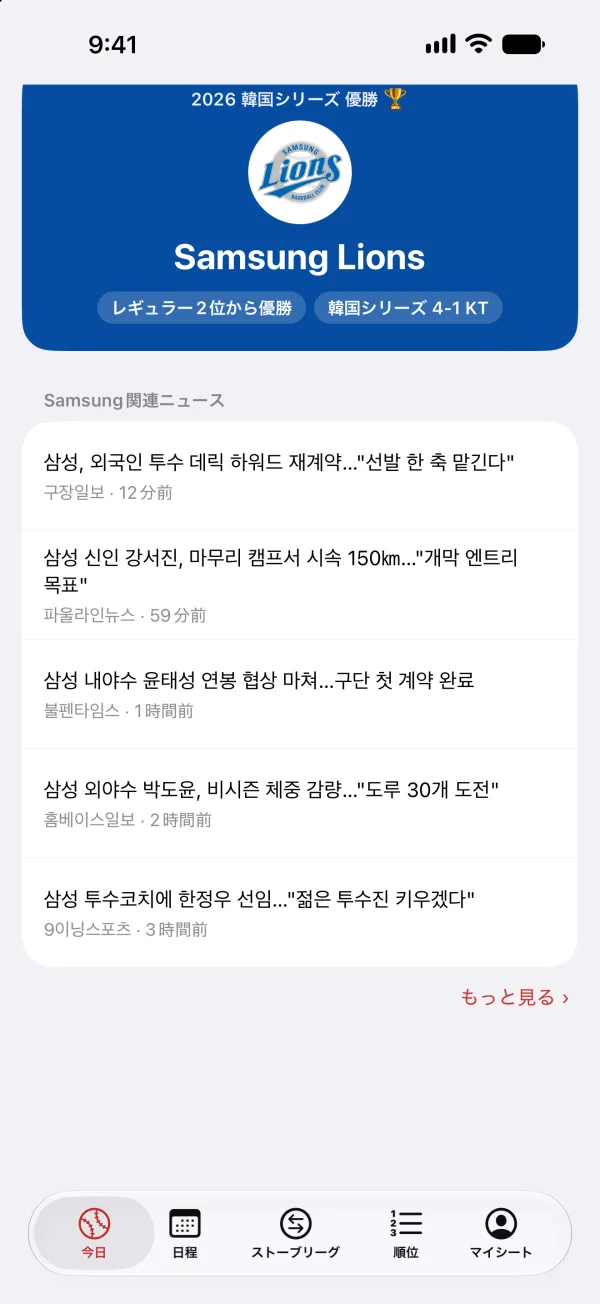 9:41
2026 韓国シリーズ 優勝 🏆
SAMSUNG
Lions
BASEBALL CLUB
Samsung Lions
レギュラー2位から優勝
韓国シリーズ 4-1 KT
Samsung関連ニュース
삼성, 외국인 투수 데릭 하워드 재계약..."선발 한 축 맡긴다"
구장일보 · 12分前
삼성 신인 강서진, 마무리 캠프서 시속 150㎞..."개막 엔트리
목표"
파울라인뉴스 · 59分前
삼성 내야수 윤태성 연봉 협상 마쳐...구단 첫 계약 완료
불펜타임스 · 1時間前
삼성 외야수 박도윤, 비시즌 체중 감량..."도루 30개 도전"
홈베이스일보 · 2時間前
삼성 투수코치에 한정우 선임..."젊은 투수진 키우겠다"
9이닝스포츠 · 3時間前
もっと見る ›
今日
日程
ストーブリーグ
1
2
3
順位
マイシート